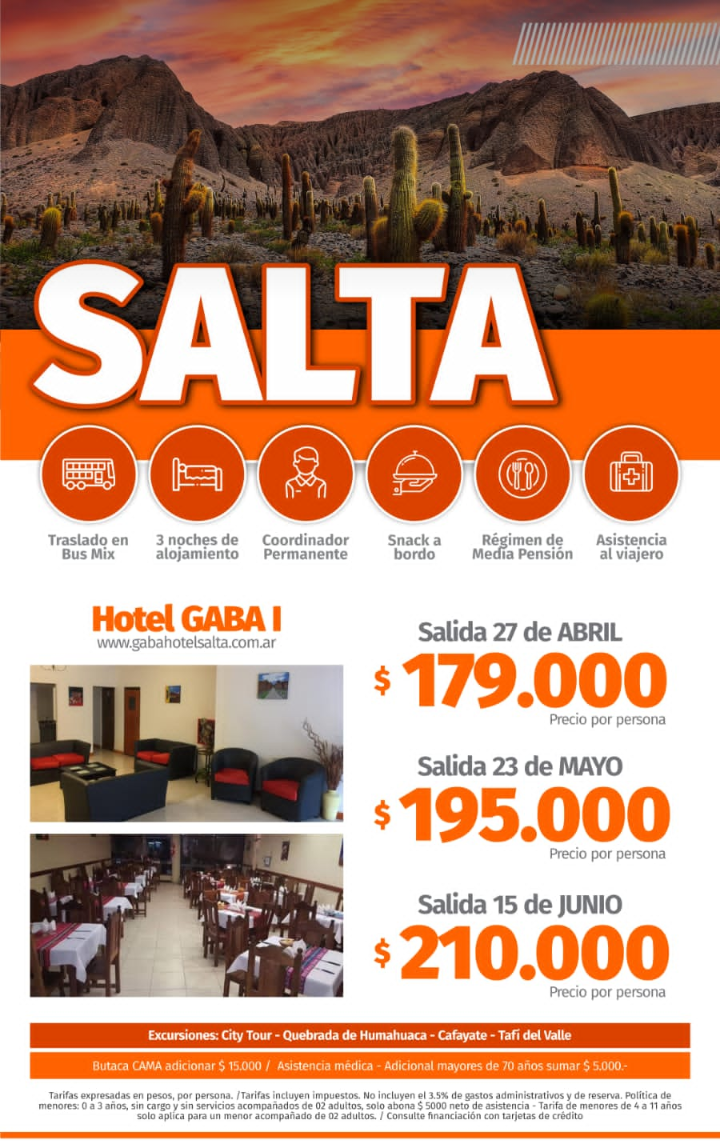 SALTA
Traslado en
Bus Mix
3 noches de
alojamiento
Coordinador
Permanente
Snack a
bordo
Régimen de
Media Pensión
Asistencia
al viajero
Hotel GABA I
www.gabahotelsalta.com.ar
Salida 27 de ABRIL
$ 179.000
Precio por persona
Salida 23 de MAYO
$ 195.000
Precio por persona
Salida 15 de JUNIO
$ 210.000
Precio por persona
Excursiones: City Tour - Quebrada de Humahuaca - Cafayate - Tafi del Valle
Butaca CAMA adicionar $ 15.000 / Asistencia médica - Adicional mayores de 70 años sumar $ 5.000.-
Tarifas expresadas en pesos, por persona. /Tarifas incluyen impuestos. No incluyen el 3.5% de gastos administrativos y de reserva. Política de
menores: 0 a 3 años, sin cargo y sin servicios acompañados de 02 adultos, solo abona $ 5000 neto de asistencia - Tarifa de menores de 4 a 11 años
solo aplica para un menor acompañado de 02 adultos. / Consulte financiación con tarjetas de crédito